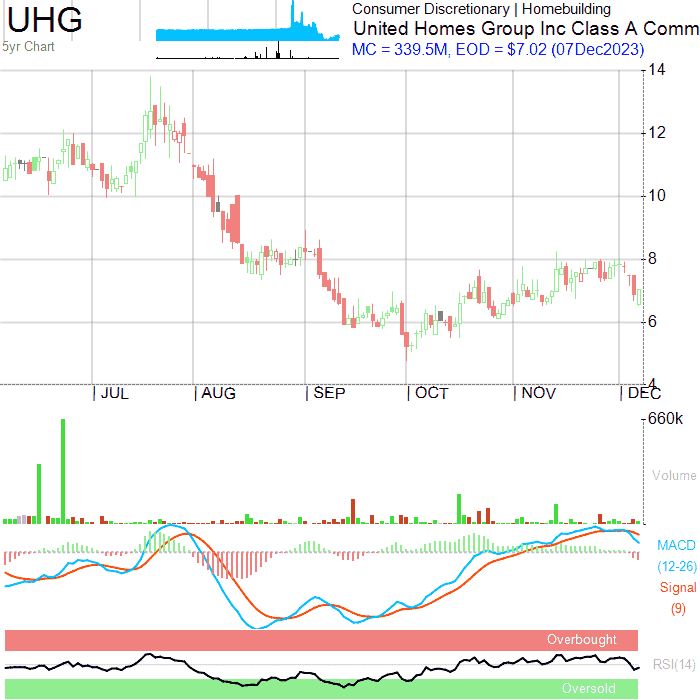 UHG
5yr Chart
Consumer Discretionary | Homebuilding
United Homes Group Inc Class A Comm
MC = 339.5M, EOD = $7.02 (07Dec2023)
14
12
10
8
6
4
JUL AUG SEP OCT NOV DEC
660k
Volume
MACD
(12-26)
Signal
(9)
Overbought
RSI(14)
Oversold